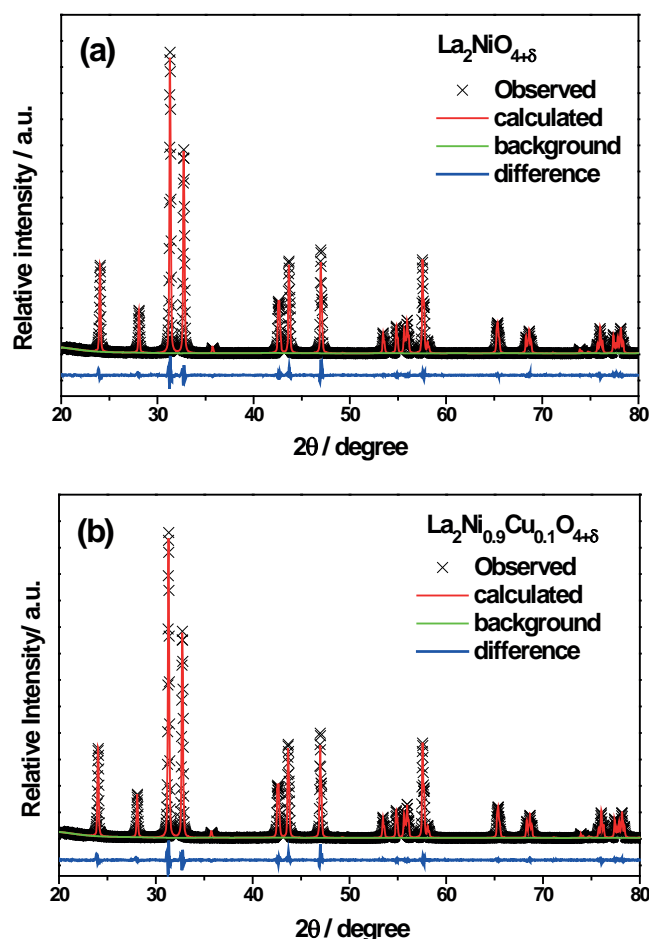 (a)
La₂NiO₄₊δ
Observed
calculated
background
difference
Relative intensity / a.u.
20 30 40 50 60 70 80
2θ / degree
(b)
La₂Ni₀.₉Cu₀.₁O₄₊δ
Observed
calculated
background
difference
Relative Intensity/ a.u.
20 30 40 50 60 70 80
2θ / degree